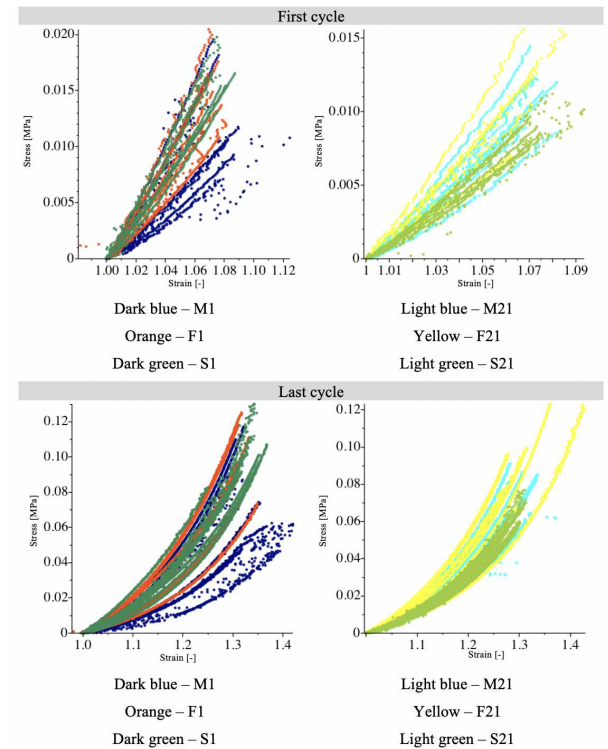 First cycle
0.020
0.015
0.010
0.005
0
Stress [MPa]
1.00 1.02 1.04 1.06 1.08 1.10 1.12
Strain [-]
0.015
0.010
0.005
0
Stress [MPa]
1 1.01 1.03 1.05 1.07 1.09
Strain [-]
Dark blue – M1
Orange – F1
Dark green – S1
Light blue – M21
Yellow – F21
Light green – S21
Last cycle
0.12
0.10
0.08
0.06
0.04
0.02
0
Stress [MPa]
1.0 1.1 1.2 1.3 1.4
Strain [-]
0.12
0.10
0.08
0.06
0.04
0.02
0
Stress [MPa]
1.1 1.2 1.3 1.4
Strain [-]
Dark blue – M1
Orange – F1
Dark green – S1
Light blue – M21
Yellow – F21
Light green – S21